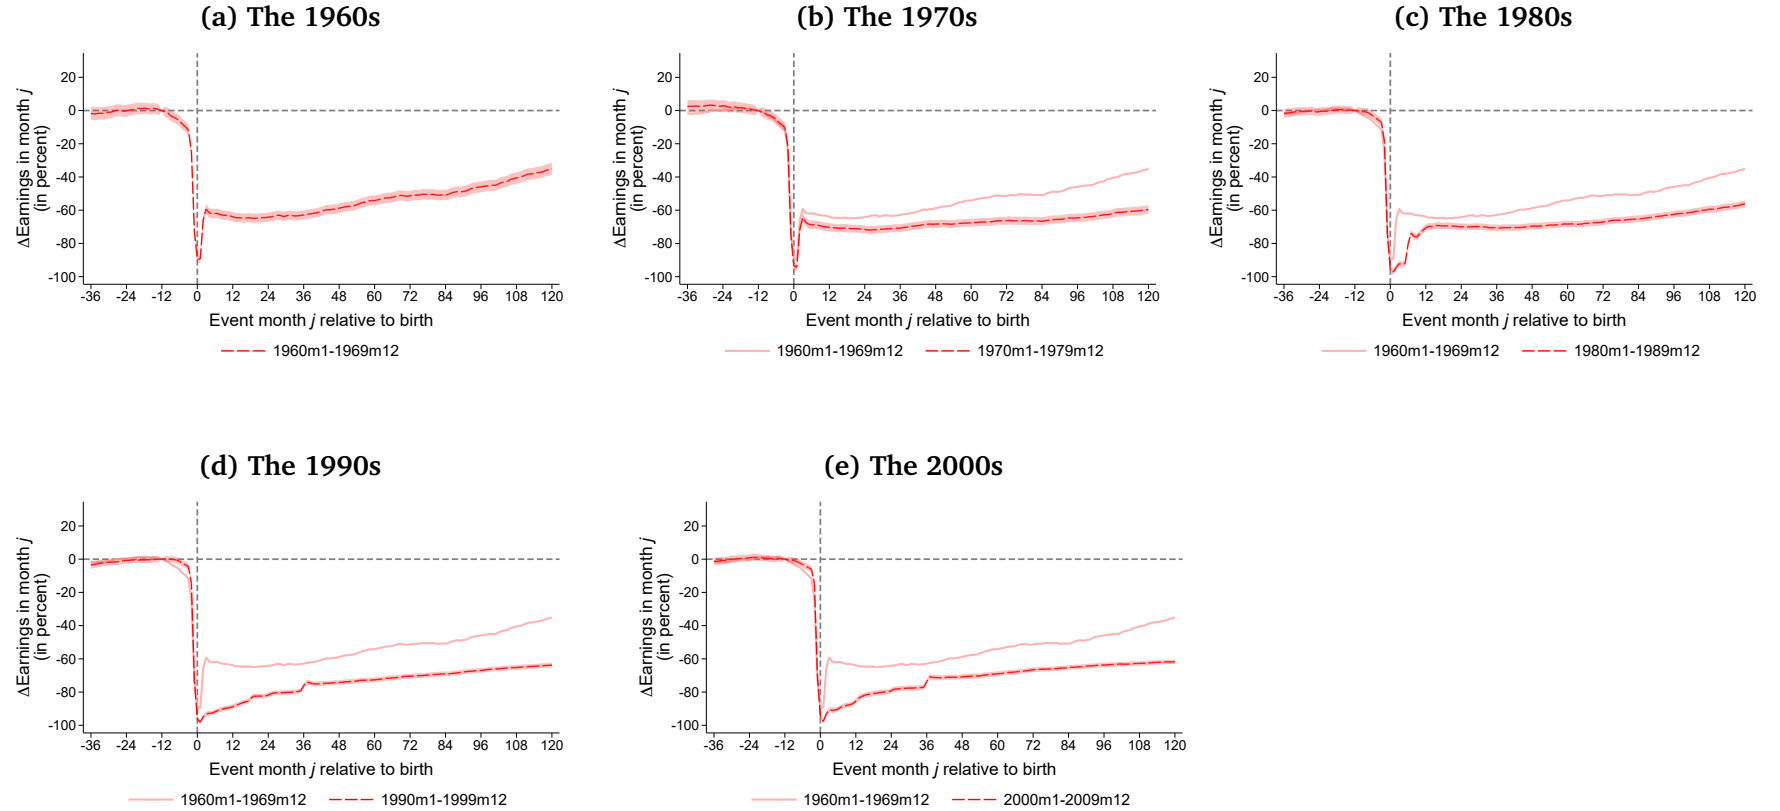 (a) The 1960s
(b) The 1970s
(c) The 1980s
ΔEarnings in month j
(in percent)
20
0
-20
-40
-60
-80
-100
-36 -24 -12 0 12 24 36 48 60 72 84 96 108 120
Event month j relative to birth
1960m1-1969m12
ΔEarnings in month j
(in percent)
20
0
-20
-40
-60
-80
-100
-36 -24 -12 0 12 24 36 48 60 72 84 96 108 120
Event month j relative to birth
1960m1-1969m12 1970m1-1979m12
ΔEarnings in month j
(in percent)
20
0
-20
-40
-60
-80
-100
-36 -24 -12 0 12 24 36 48 60 72 84 96 108 120
Event month j relative to birth
1960m1-1969m12 1980m1-1989m12
(d) The 1990s
(e) The 2000s
ΔEarnings in month j
(in percent)
20
0
-20
-40
-60
-80
-100
-36 -24 -12 0 12 24 36 48 60 72 84 96 108 120
Event month j relative to birth
1960m1-1969m12 1990m1-1999m12
ΔEarnings in month j
(in percent)
20
0
-20
-40
-60
-80
-100
-36 -24 -12 0 12 24 36 48 60 72 84 96 108 120
Event month j relative to birth
1960m1-1969m12 2000m1-2009m12